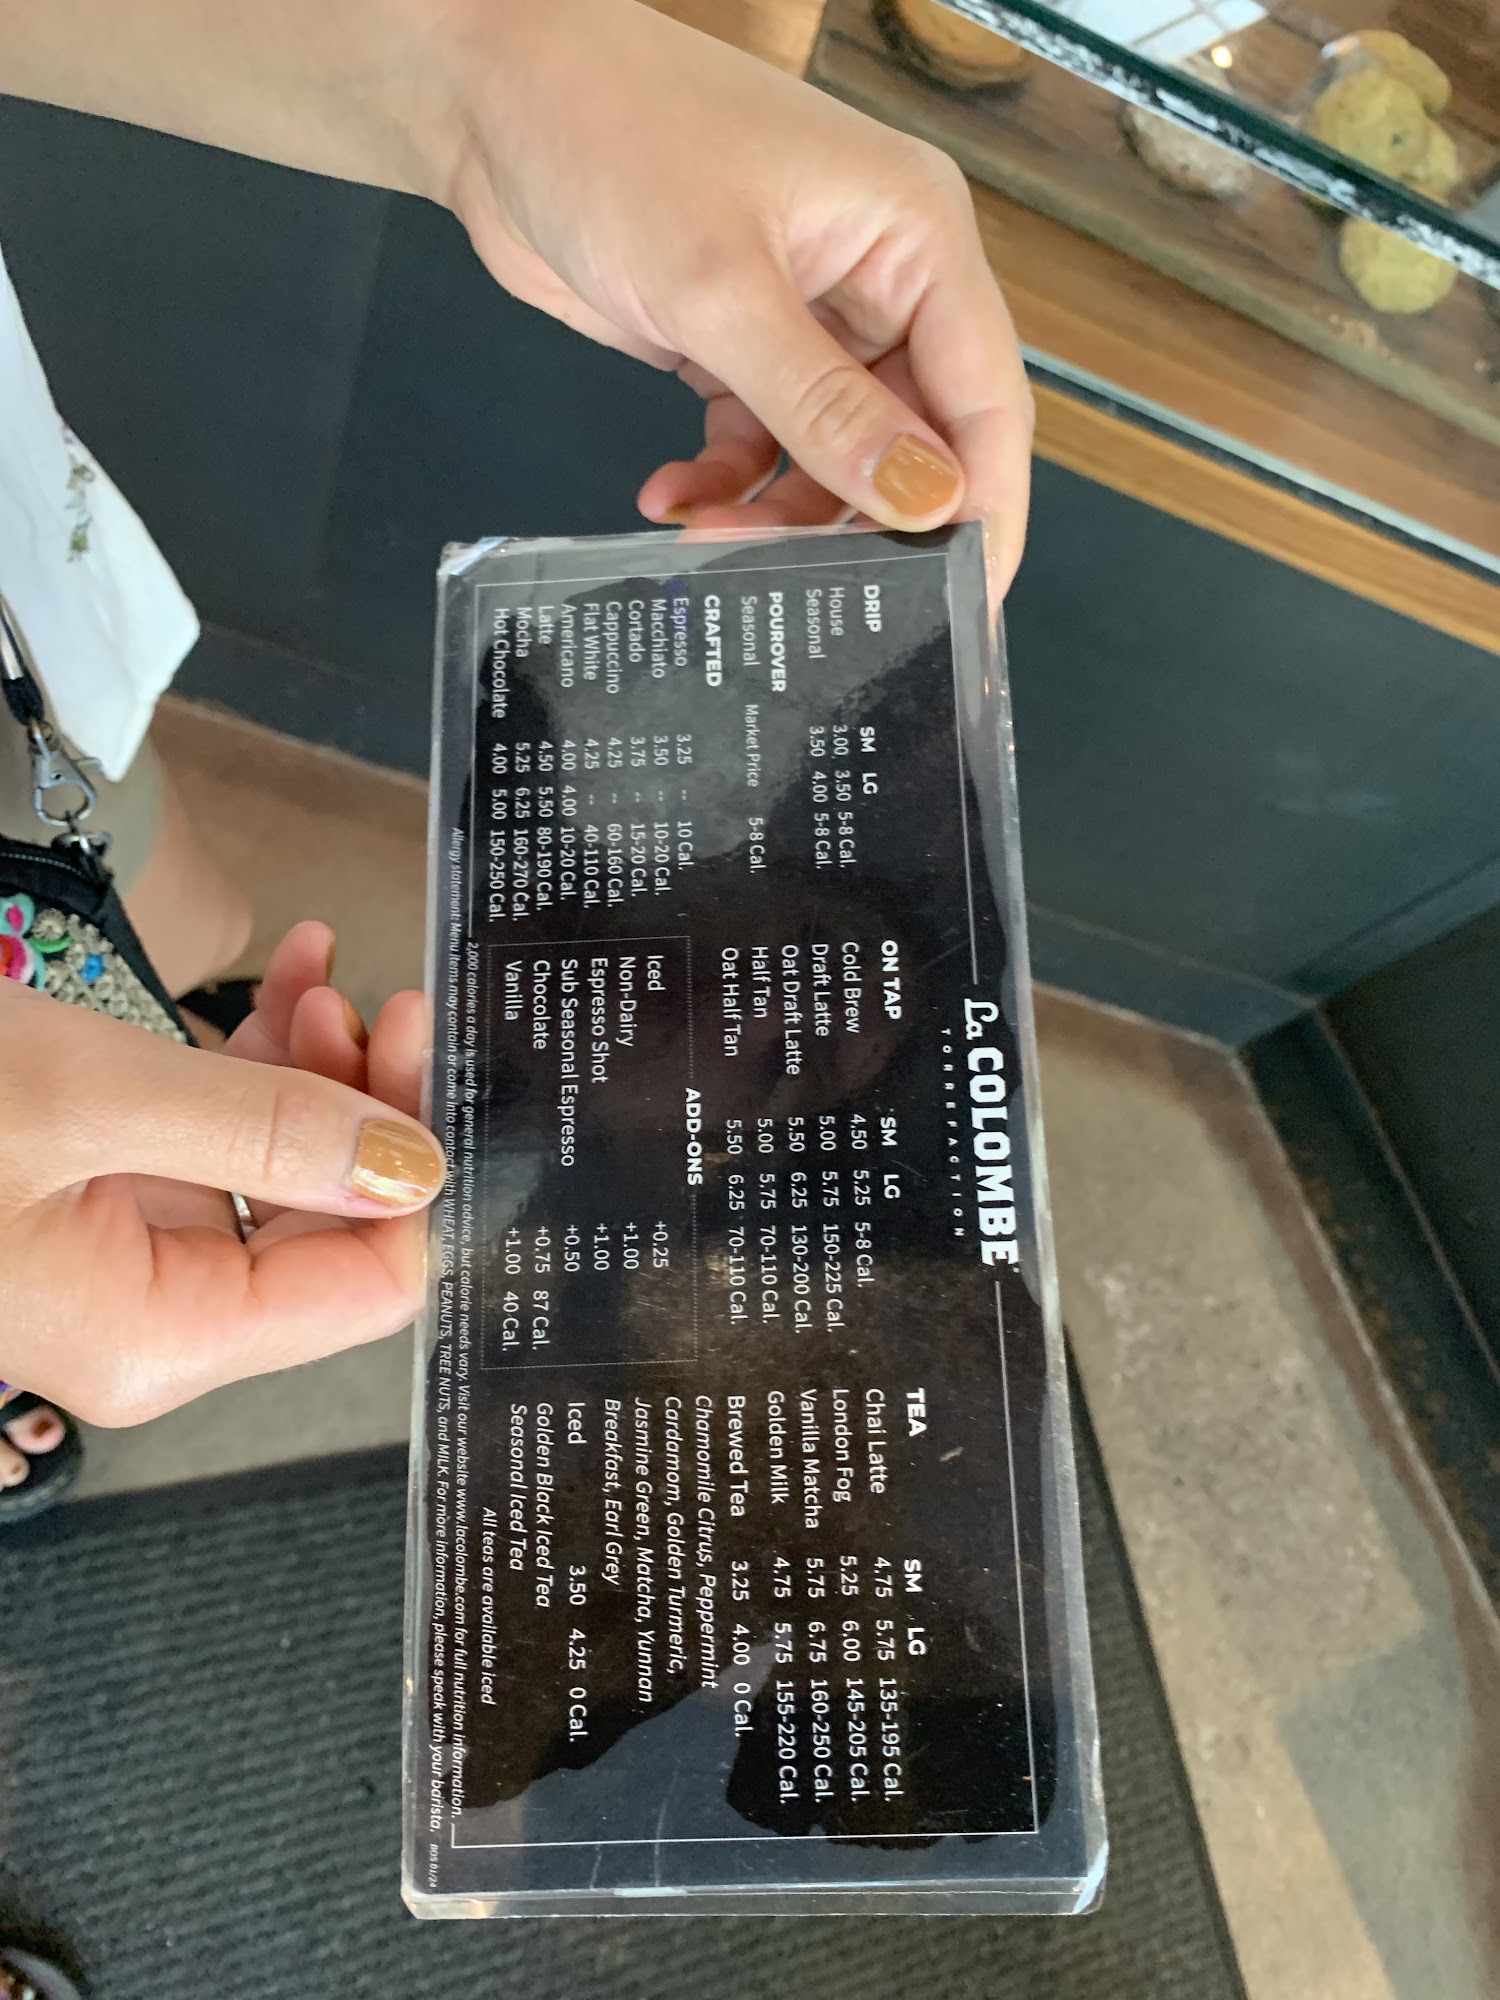 La COLOMBE
TORREFACTION
DRIP SM LG
House 3.00 3.50 5-8 Cal.
Seasonal 3.50 4.00 5-8 Cal.
POUROVER
Seasonal Market Price 5-8 Cal.
CRAFTED
Espresso 3.25 -- 10 Cal.
Macchiato 3.50 -- 10-20 Cal.
Cortado 3.75 -- 15-20 Cal.
Cappuccino 4.25 -- 60-160 Cal.
Flat White 4.25 -- 40-110 Cal.
Americano 4.00 4.00 10-20 Cal.
Latte 4.50 5.50 80-190 Cal.
Mocha 5.25 6.25 160-270 Cal.
Hot Chocolate 4.00 5.00 150-250 Cal.
ON TAP SM LG
Cold Brew 4.50 5.25 5-8 Cal.
Draft Latte 5.00 5.75 150-225 Cal.
Oat Draft Latte 5.50 6.25 130-200 Cal.
Half Tan 5.00 5.75 70-110 Cal.
Oat Half Tan 5.50 6.25 70-110 Cal.
ADD-ONS
Iced +0.25
Non-Dairy +1.00
Espresso Shot +1.00
Sub Seasonal Espresso +0.50
Chocolate +0.75 87 Cal.
Vanilla +1.00 40 Cal.
TEA SM LG
Chai Latte 4.75 5.75 135-195 Cal.
London Fog 5.25 6.00 145-205 Cal.
Vanilla Matcha 5.75 6.75 160-250 Cal.
Golden Milk 4.75 5.75 155-220 Cal.
Brewed Tea 3.25 4.00 0 Cal.
Chamomile Citrus, Peppermint
Cardamom, Golden Turmeric,
Jasmine Green, Matcha, Yunnan
Breakfast, Earl Grey
Iced 3.50 4.25 0 Cal.
Golden Black Iced Tea
Seasonal Iced Tea
All teas are available iced
2,000 calories a day is used for general nutrition advice, but calorie needs vary. Visit our website www.lacolombe.com for full nutrition information.
Allergy statement: Menu items may contain or come into contact with WHEAT, EGGS, PEANUTS, TREE NUTS, and MILK. For more information, please speak with your barista.